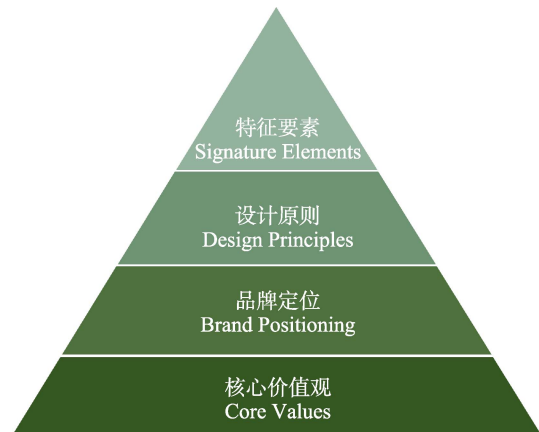 特征要素
Signature Elements
设计原则
Design Principles
品牌定位
Brand Positioning
核心价值观
Core Values